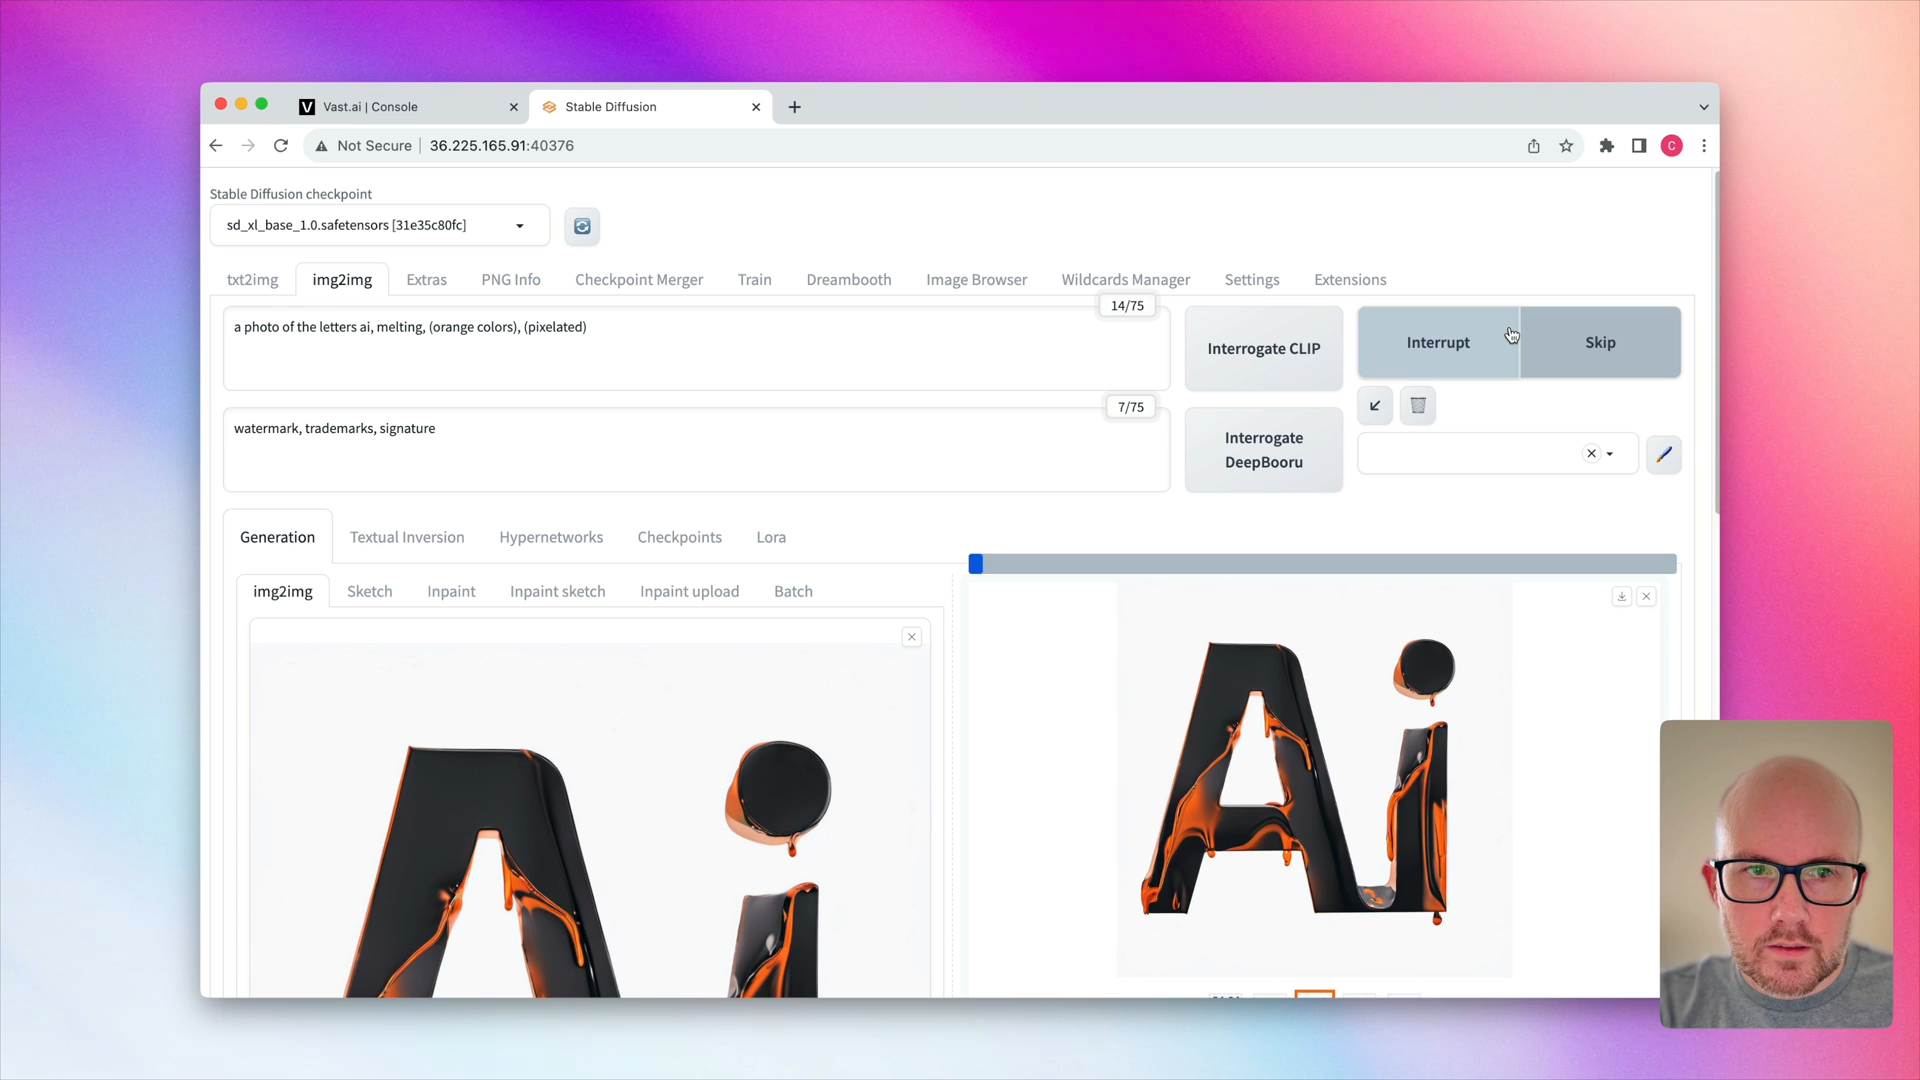 Vast.ai | Console
Stable Diffusion
Not Secure
36.225.165.91:40376
C
Stable Diffusion checkpoint
sd_xl_base_1.0.safetensors [31e35c80fc]
txt2img
img2img
Extras
PNG Info
Checkpoint Merger
Train
Dreambooth
Image Browser
Wildcards Manager
Settings
Extensions
14/75
a photo of the letters ai, melting, (orange colors), (pixelated)
Interrogate CLIP
Interrupt
Skip
7/75
watermark, trademarks, signature
Interrogate
DeepBooru
Generation
Textual Inversion
Hypernetworks
Checkpoints
Lora
img2img
Sketch
Inpaint
Inpaint sketch
Inpaint upload
Batch
Ai
Ai